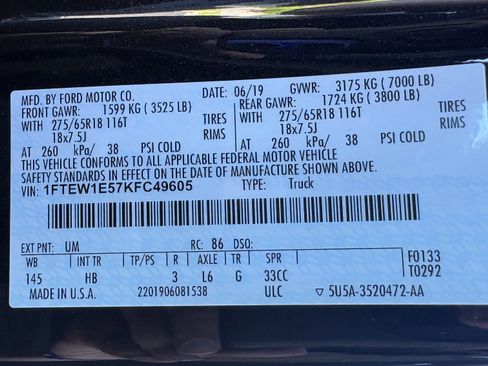 MFD. BY FORD MOTOR CO.
DATE: 06/19
GVWR: 3175 KG ( 7000 LB)
FRONT GAWR: 1599 KG ( 3525 LB)
REAR GAWR: 1724 KG ( 3800 LB)
WITH 275/65R18 116T TIRES
WITH 275/65R18 116T TIRES
18x7.5J RIMS
18x7.5J RIMS
AT 260 kPa/ 38 PSI COLD
AT 260 kPa/ 38 PSI COLD
THIS VEHICLE CONFORMS TO ALL APPLICABLE FEDERAL MOTOR VEHICLE
SAFETY STANDARDS IN EFFECT ON THE DATE OF MANUFACTURE SHOWN ABOVE.
VIN: 1FTEW1E57KFC49605
TYPE: Truck
EXT PNT: UM RC: 86 DSO:
WB INT TR TP/PS R AXLE TR SPR
145 HB 3 L6 G 33CC
F0133
T0292
MADE IN U.S.A. 2201906081538 ULC ▽ 5U5A-3520472-AA